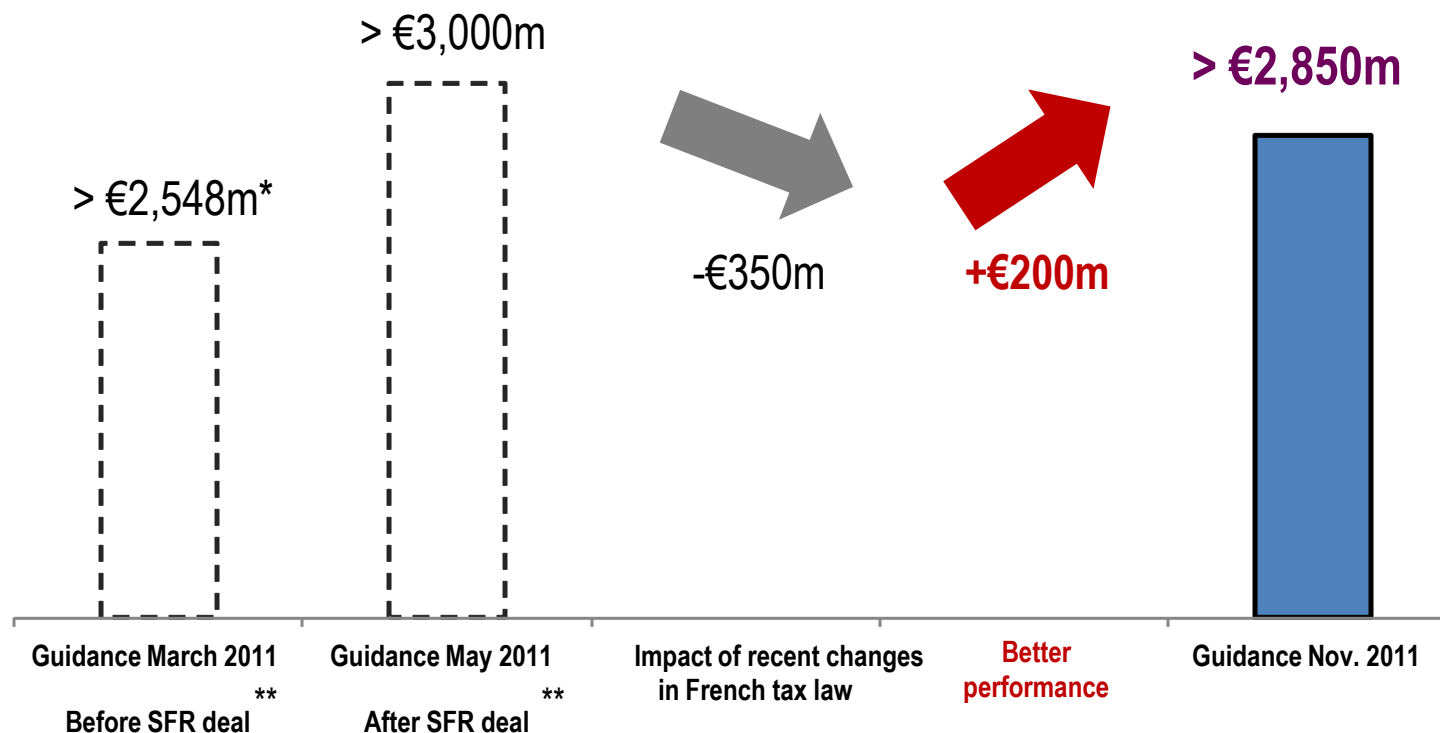 > €3,000m
> €2,850m
> €2,548m*
-€350m
+€200m
Guidance March 2011
**
Before SFR deal
Guidance May 2011
**
After SFR deal
Impact of recent changes
in French tax law
Better
performance
Guidance Nov. 2011